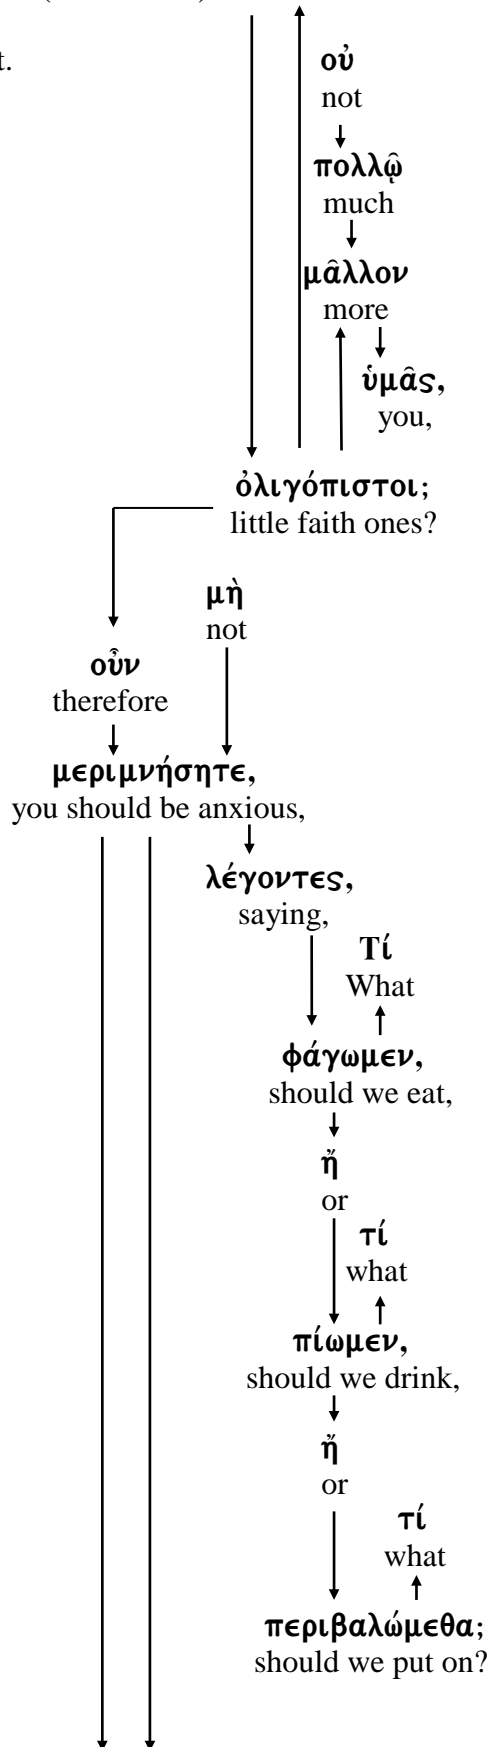 t.
οὐ
not
πολλῷ
much
μᾶλλον
more
ὑμᾶς,
you,
ὀλιγόπιστοι;
little faith ones?
μὴ
not
οὖν
therefore
μεριμνήσητε,
you should be anxious,
λέγοντες,
saying,
Τί
What
φάγωμεν,
should we eat,
ἤ
or
τί
what
πίωμεν,
should we drink,
ἤ
or
τί
what
περιβαλώμεθα;
should we put on?